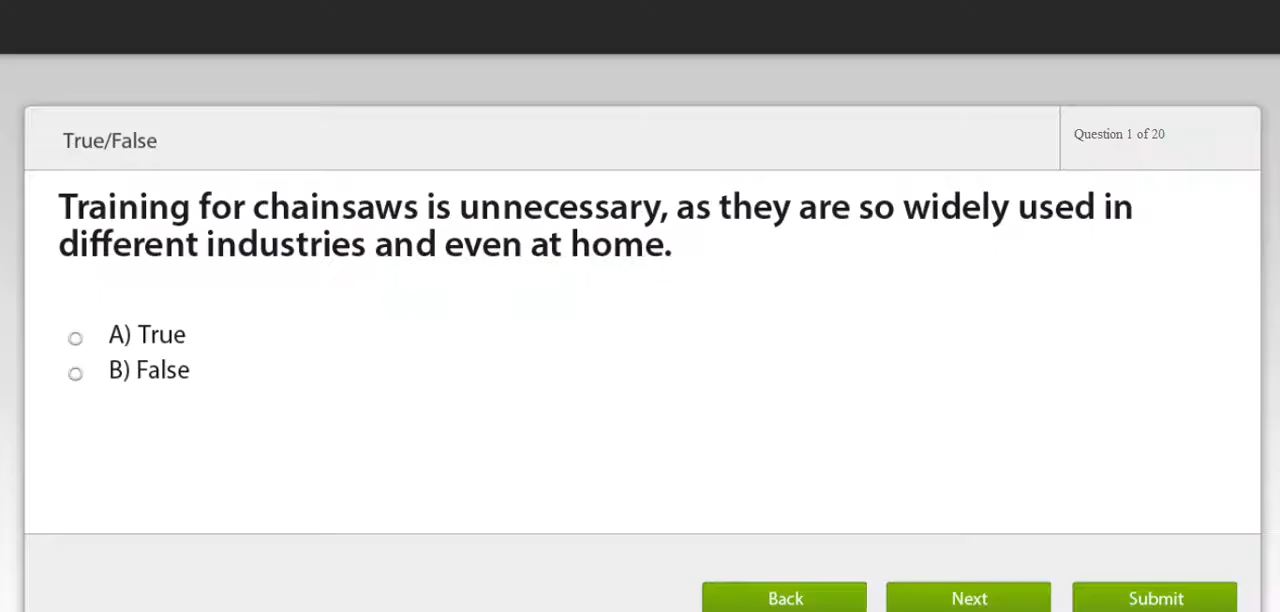 True/False
Question 1 of 20
Training for chainsaws is unnecessary, as they are so widely used in
different industries and even at home.
A) True
B) False
Back
Next
Submit